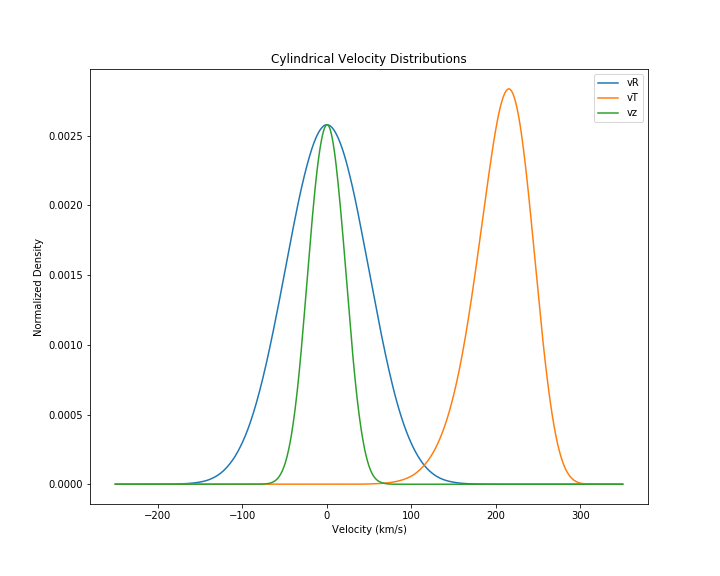 Cylindrical Velocity Distributions
vR
vT
vz
Normalized Density
0.0025
0.0020
0.0015
0.0010
0.0005
0.0000
−200
−100
0
100
200
300
Velocity (km/s)